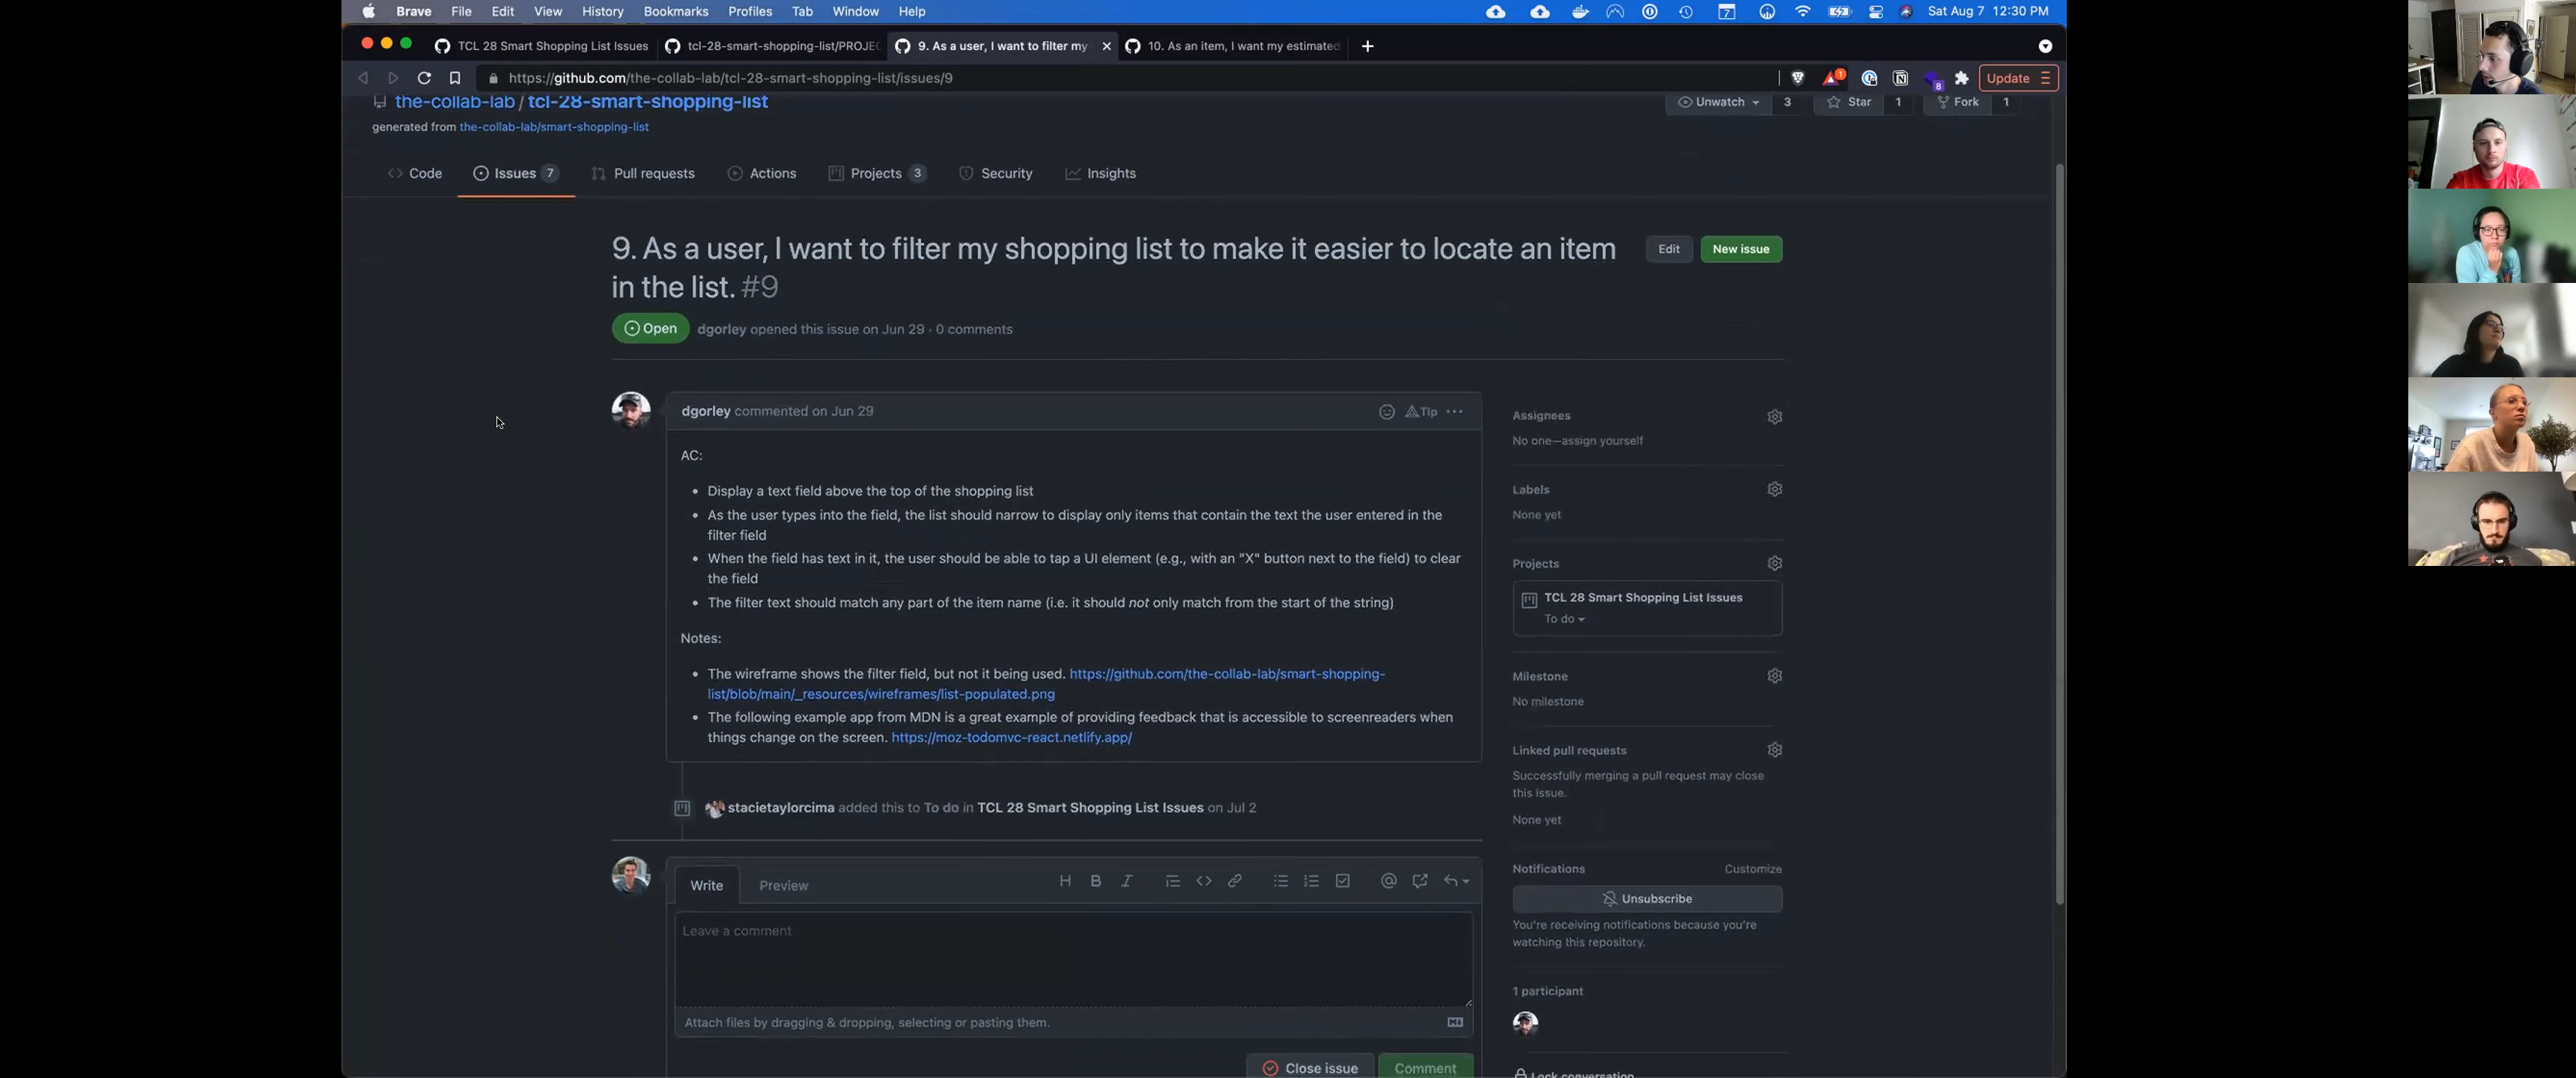 Brave File Edit View History Bookmarks Profiles Tab Window Help
7
Sat Aug 7 12:30 PM
TCL 28 Smart Shopping List Issues
tcl-28-smart-shopping-list/PROJEC
9. As a user, I want to filter my
10. As an item, I want my estimated
https://github.com/the-collab-lab/tcl-28-smart-shopping-list/issues/9
1
8
Update
the-collab-lab / tcl-28-smart-shopping-list
Unwatch 3
Star 1
Fork 1
generated from the-collab-lab/smart-shopping-list
Code
Issues 7
Pull requests
Actions
Projects 3
Security
Insights
9. As a user, I want to filter my shopping list to make it easier to locate an item
in the list. #9
Edit
New issue
Open
dgorley opened this issue on Jun 29 · 0 comments
dgorley commented on Jun 29
Tip
AC:
• Display a text field above the top of the shopping list
• As the user types into the field, the list should narrow to display only items that contain the text the user entered in the
filter field
• When the field has text in it, the user should be able to tap a UI element (e.g., with an "X" button next to the field) to clear
the field
• The filter text should match any part of the item name (i.e. it should not only match from the start of the string)
Notes:
• The wireframe shows the filter field, but not it being used. https://github.com/the-collab-lab/smart-shopping-
list/blob/main/_resources/wireframes/list-populated.png
• The following example app from MDN is a great example of providing feedback that is accessible to screenreaders when
things change on the screen. https://moz-todomvc-react.netlify.app/
stacietaylorcima added this to To do in TCL 28 Smart Shopping List Issues on Jul 2
Write
Preview
Leave a comment
Attach files by dragging & dropping, selecting or pasting them.
Close issue
Comment
Assignees
No one—assign yourself
Labels
None yet
Projects
TCL 28 Smart Shopping List Issues
To do
Milestone
No milestone
Linked pull requests
Successfully merging a pull request may close
this issue.
None yet
Notifications
Customize
Unsubscribe
You're receiving notifications because you're
watching this repository.
1 participant
Lock conversation